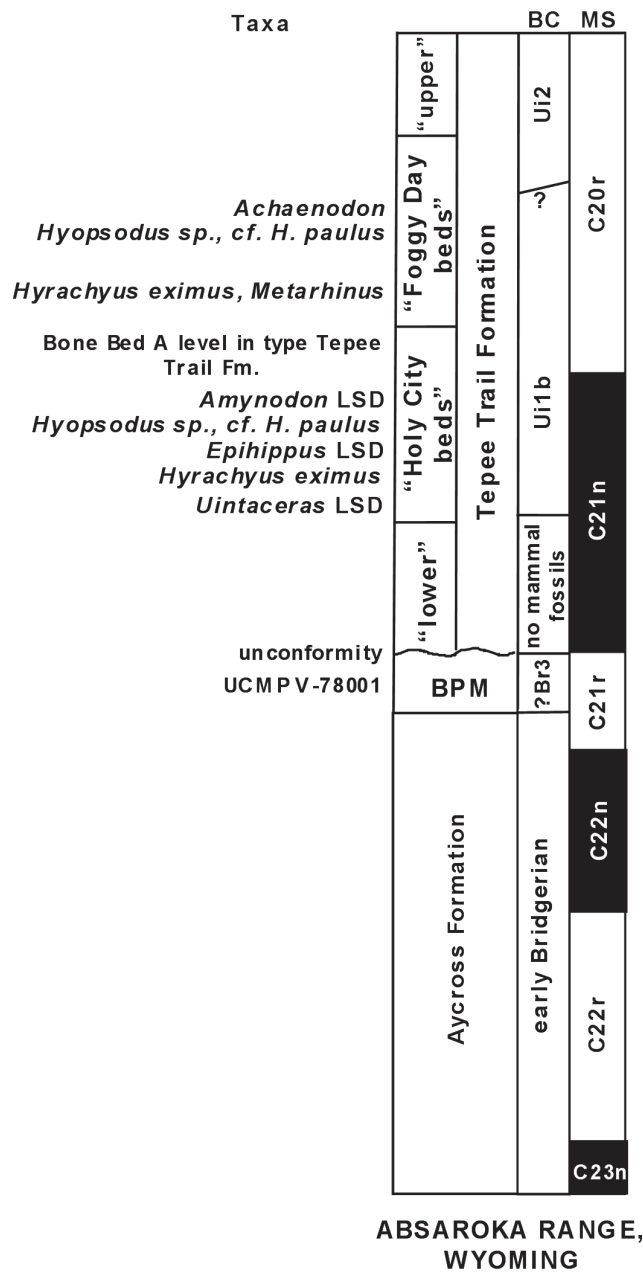 Taxa
BC MS
"upper"
"Foggy Day
beds"
"Holy City
beds"
"lower"
Tepee Trail Formation
Ui2
?
Ui1b
no mammal
fossils
C20r
C21n
Achaenodon
Hyopsodus sp., cf. H. paulus
Hyrachyus eximus, Metarhinus
Bone Bed A level in type Tepee
Trail Fm.
Amynodon LSD
Hyopsodus sp., cf. H. paulus
Epihippus LSD
Hyrachyus eximus
Uintaceras LSD
unconformity
UCMP V-78001
BPM
?Br3
C21r
Aycross Formation
early Bridgerian
C22n
C22r
C23n
ABSAROKA RANGE,
WYOMING